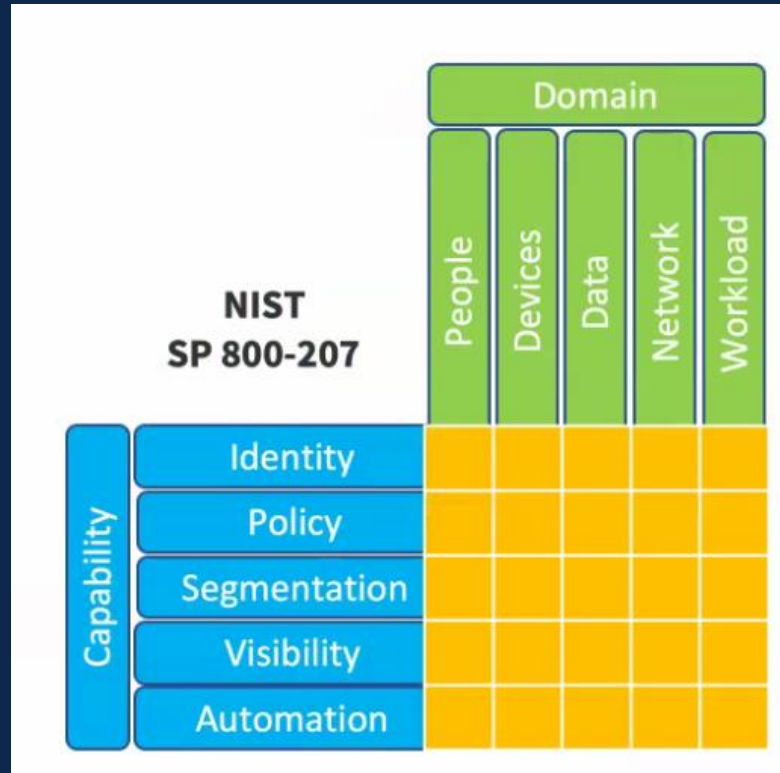 Domain
People
Devices
Data
Network
Workload
NIST
SP 800-207
Capability
Identity
Policy
Segmentation
Visibility
Automation